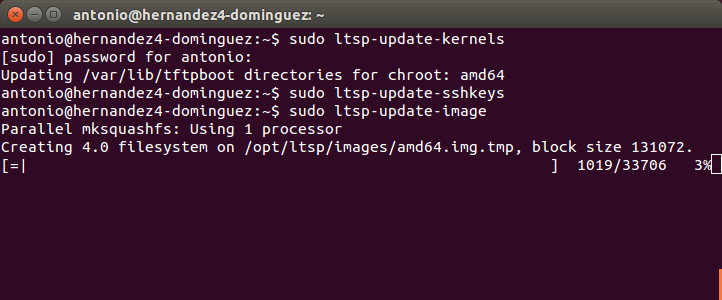 antonio@hernandez4-dominguez: ~
antonio@hernandez4-dominguez:~$ sudo ltsp-update-kernels
[sudo] password for antonio:
Updating /var/lib/tftpboot directories for chroot: amd64
antonio@hernandez4-dominguez:~$ sudo ltsp-update-sshkeys
antonio@hernandez4-dominguez:~$ sudo ltsp-update-image
Parallel mksquashfs: Using 1 processor
Creating 4.0 filesystem on /opt/ltsp/images/amd64.img.tmp, block size 131072.
[=| ] 1019/33706 3%